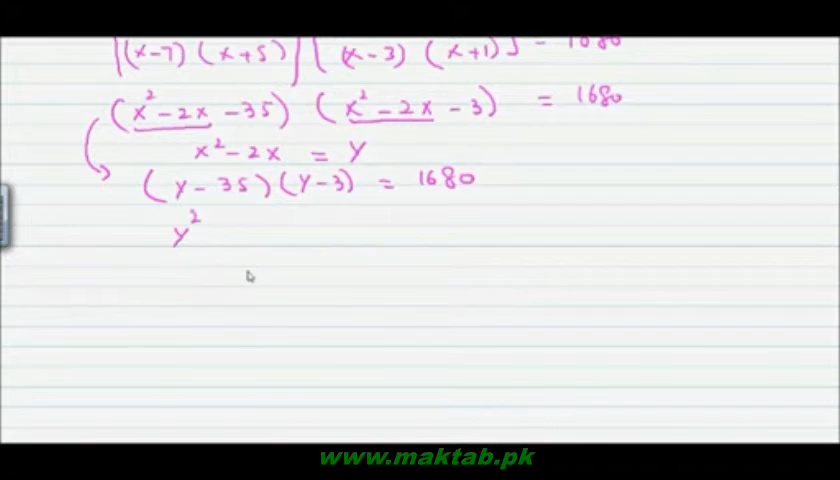 [(x-7) (x+5)] [(x-3) (x+1)] = 1680
(x² - 2x - 35) (x² - 2x - 3) = 1680
x² - 2x = y
(y - 35) (y - 3) = 1680
y²
www.maktab.pk